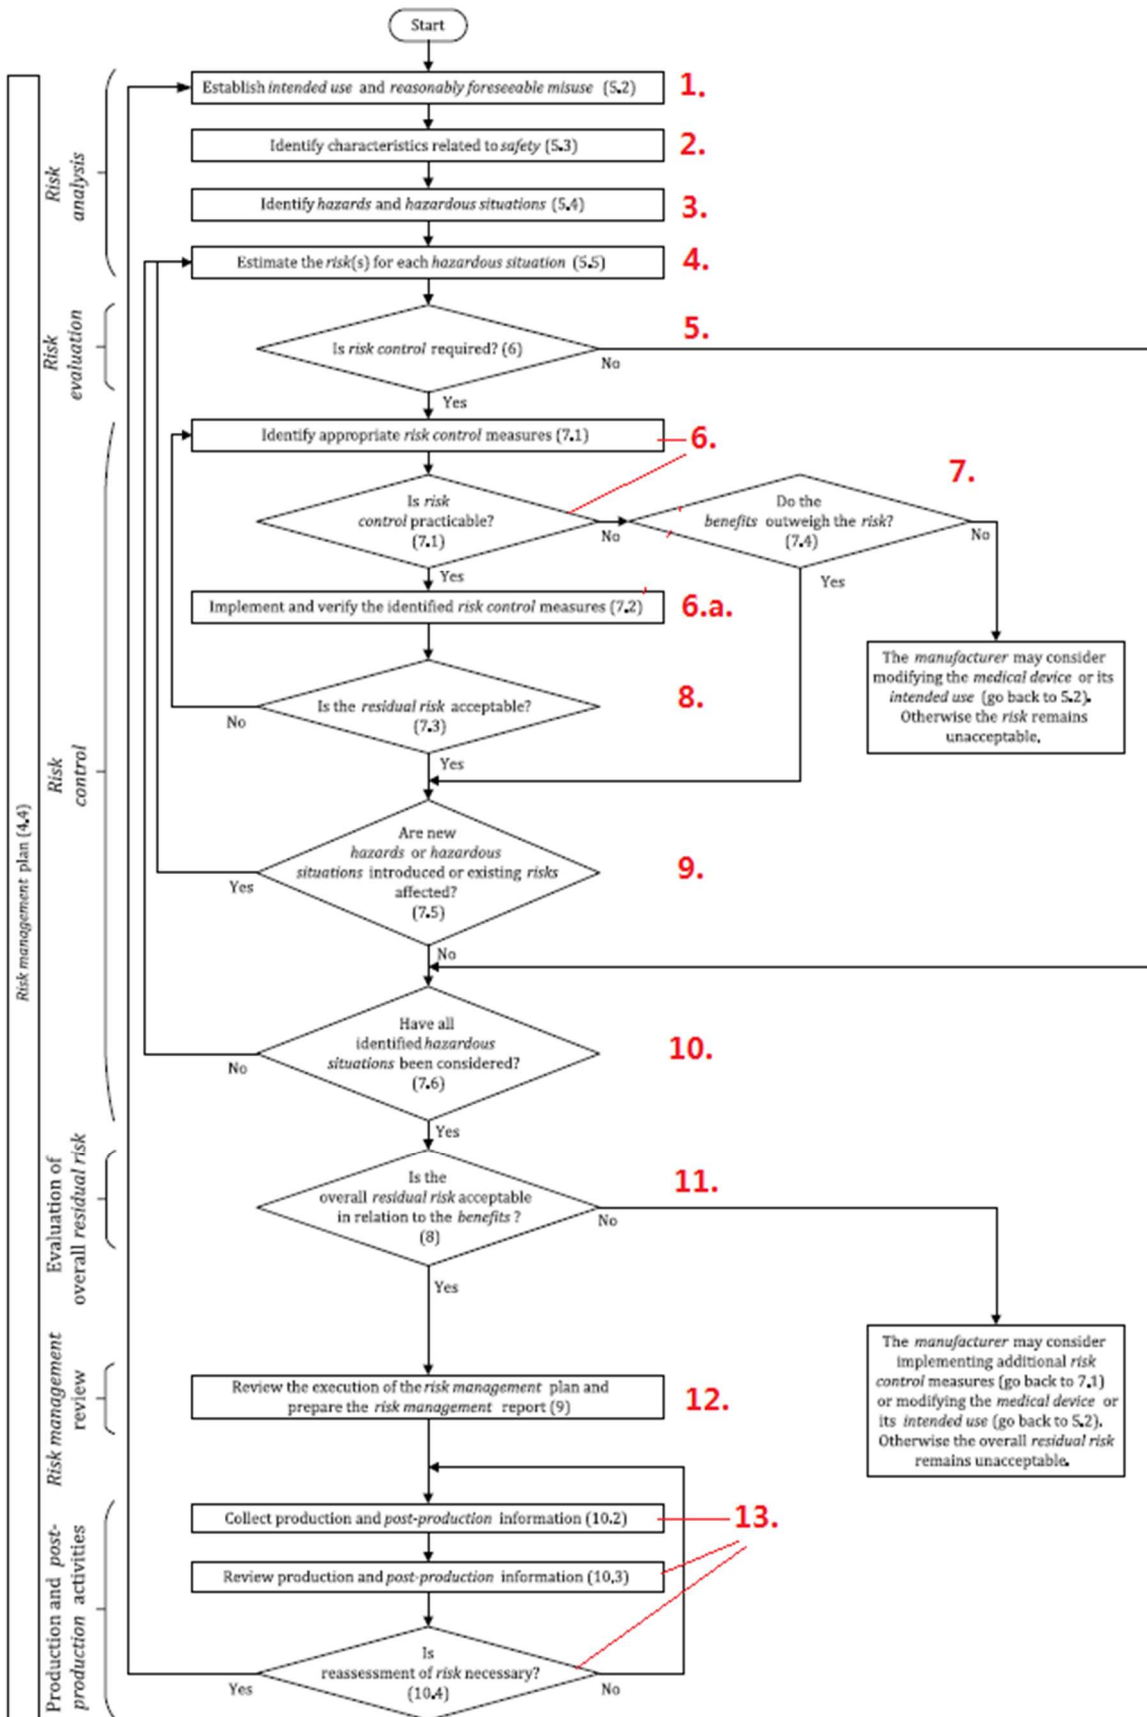 Start
Establish intended use and reasonably foreseeable misuse (5.2)
1.
Identify characteristics related to safety (5.3)
2.
Identify hazards and hazardous situations (5.4)
3.
Estimate the risk(s) for each hazardous situation (5.5)
4.
Risk
analysis
Is risk control required? (6)
5.
No
Yes
Risk
evaluation
Identify appropriate risk control measures (7.1)
6.
Is risk
control practicable?
(7.1)
No
Yes
Do the
benefits outweigh the risk?
(7.4)
7.
No
Yes
Implement and verify the identified risk control measures (7.2)
6.a.
The manufacturer may consider
modifying the medical device or its
intended use (go back to 5.2).
Otherwise the risk remains
unacceptable.
Is the residual risk acceptable?
(7.3)
8.
No
Yes
Risk
control
Are new
hazards or hazardous
situations introduced or existing risks
affected?
(7.5)
9.
Yes
No
Risk management plan (4.4)
Have all
identified hazardous
situations been considered?
(7.6)
10.
No
Yes
Evaluation of
overall residual risk
Is the
overall residual risk acceptable
in relation to the benefits ?
(8)
11.
No
Yes
The manufacturer may consider
implementing additional risk
control measures (go back to 7.1)
or modifying the medical device or
its intended use (go back to 5.2).
Otherwise the overall residual risk
remains unacceptable.
Risk management
review
Review the execution of the risk management plan and
prepare the risk management report (9)
12.
Production and post-
production activities
Collect production and post-production information (10.2)
13.
Review production and post-production information (10.3)
Is
reassessment of risk necessary?
(10.4)
Yes
No